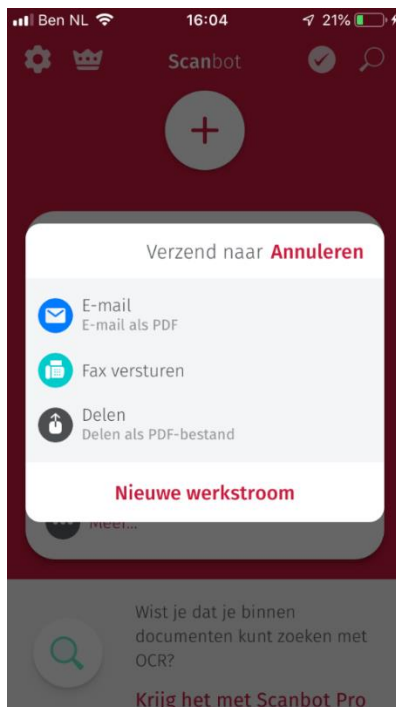 Ben NL 16:04 21%
Scanbot
Verzend naar Annuleren
E-mail
E-mail als PDF
Fax versturen
Delen
Delen als PDF-bestand
Nieuwe werkstroom
Meer...
Wist je dat je binnen
documenten kunt zoeken met
OCR?
Krijg het met Scanbot Pro